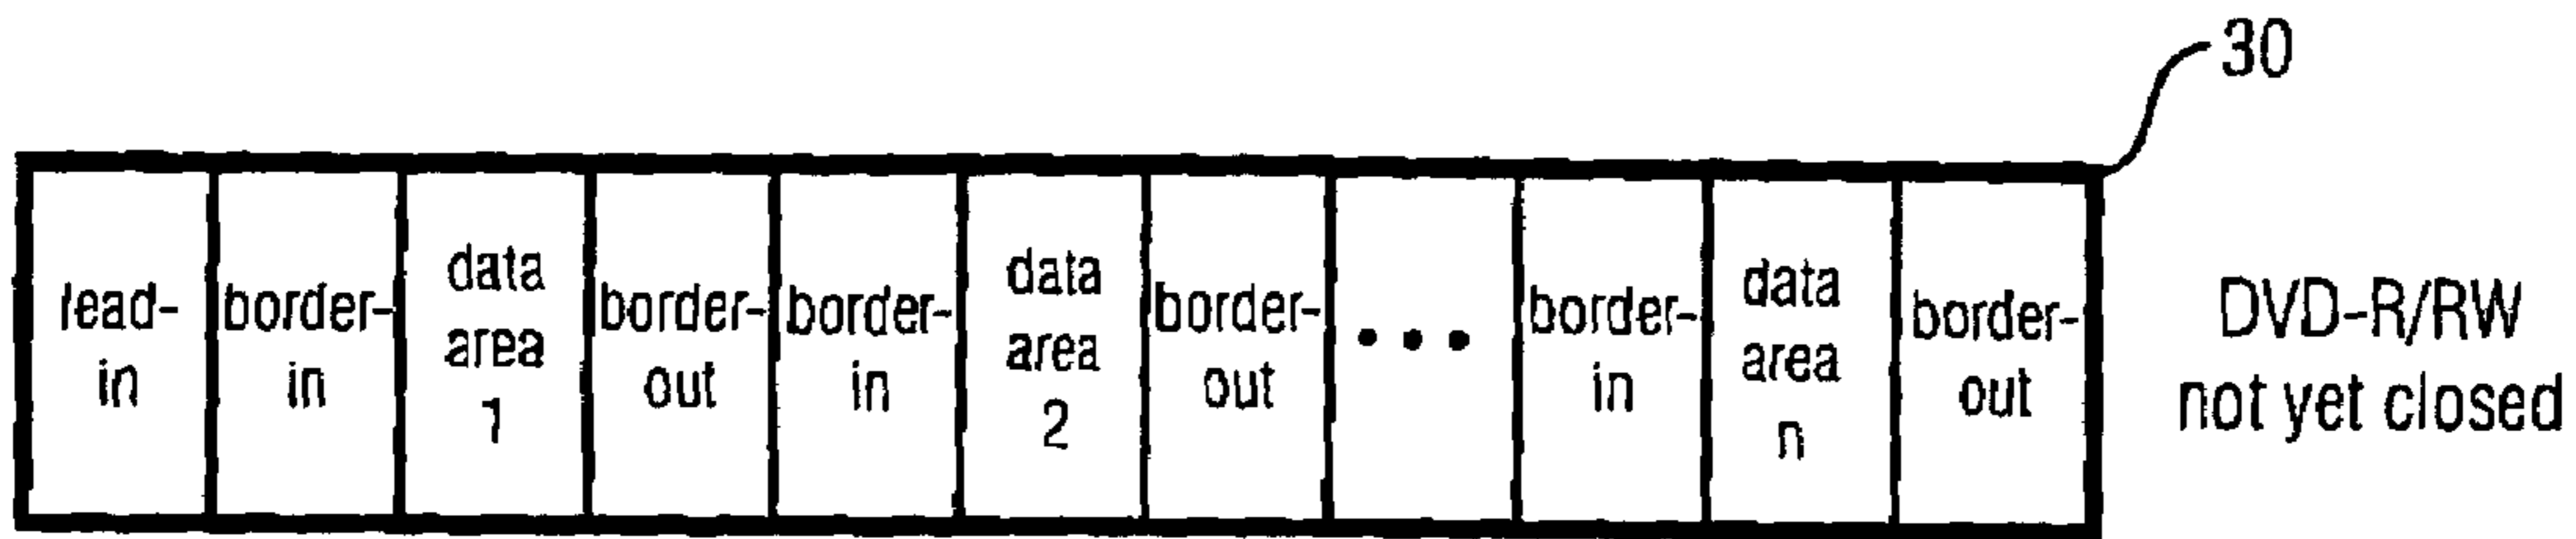 30
lead-
in
border-
in
data
area
1
border-
out
border-
in
data
area
2
border-
out
• • •
border-
in
data
area
n
border-
out
DVD-R/RW
not yet closed